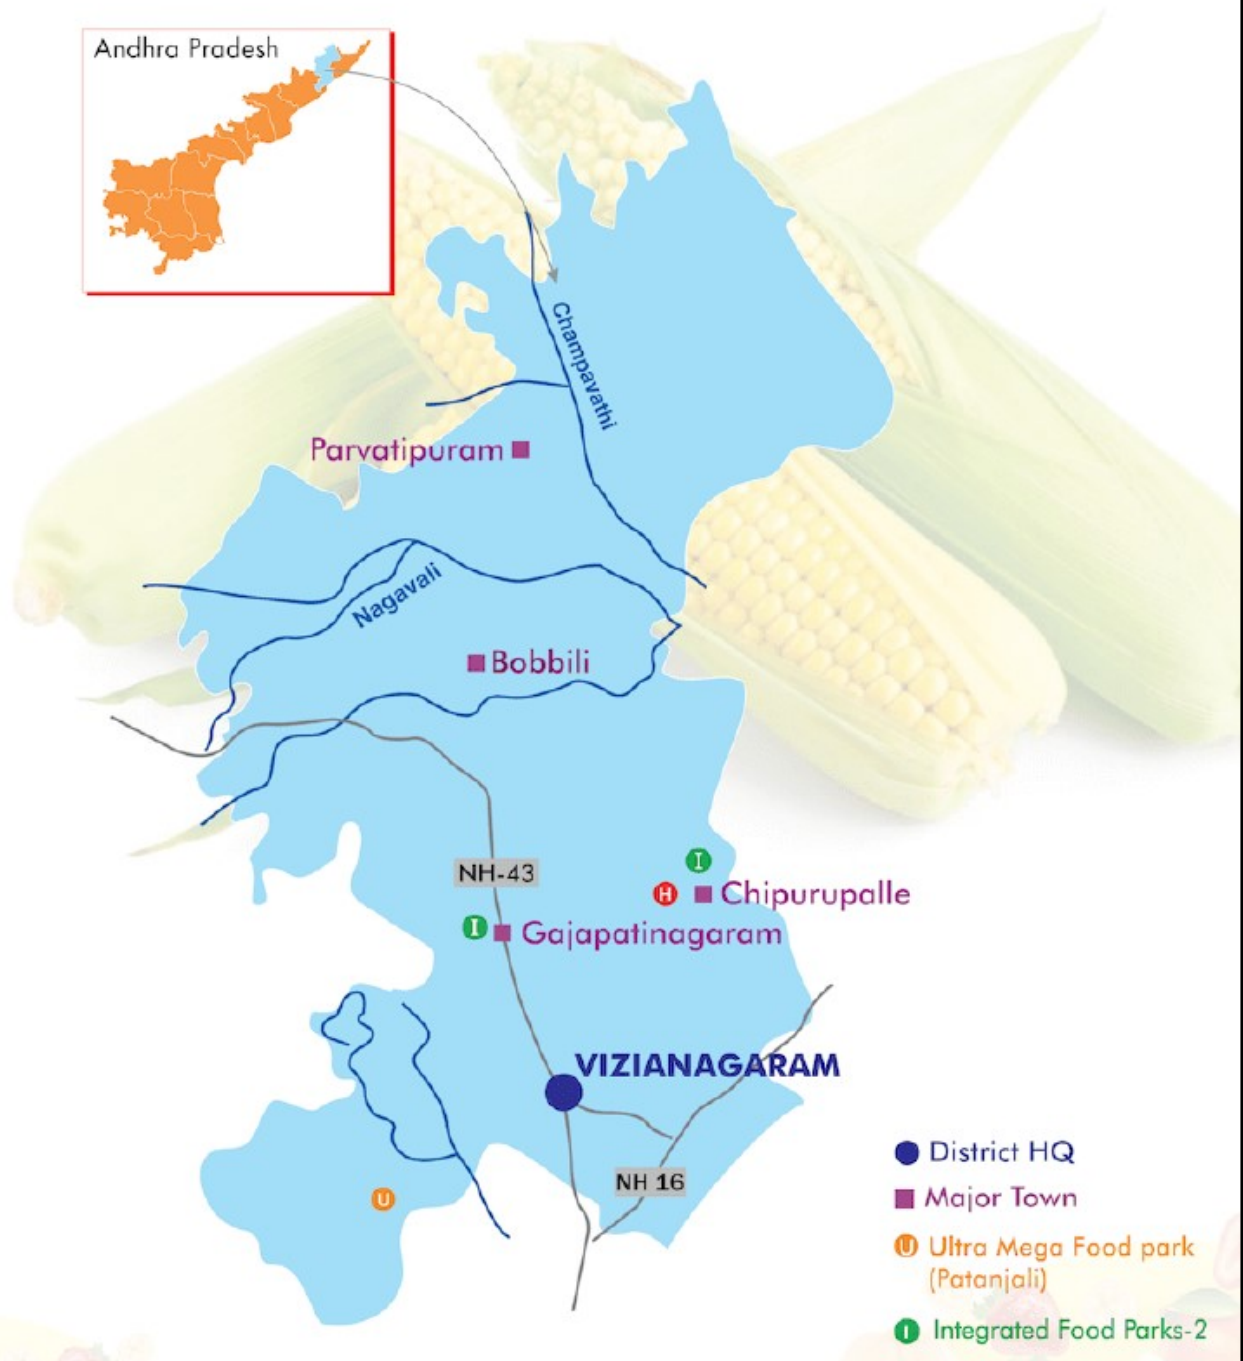 Andhra Pradesh
Champavathi
Parvatipuram
Nagavali
Bobbili
NH-43
I
H Chipurupalle
I Gajapatinagaram
VIZIANAGARAM
NH 16
U
District HQ
Major Town
U Ultra Mega Food park
(Patanjali)
I Integrated Food Parks-2